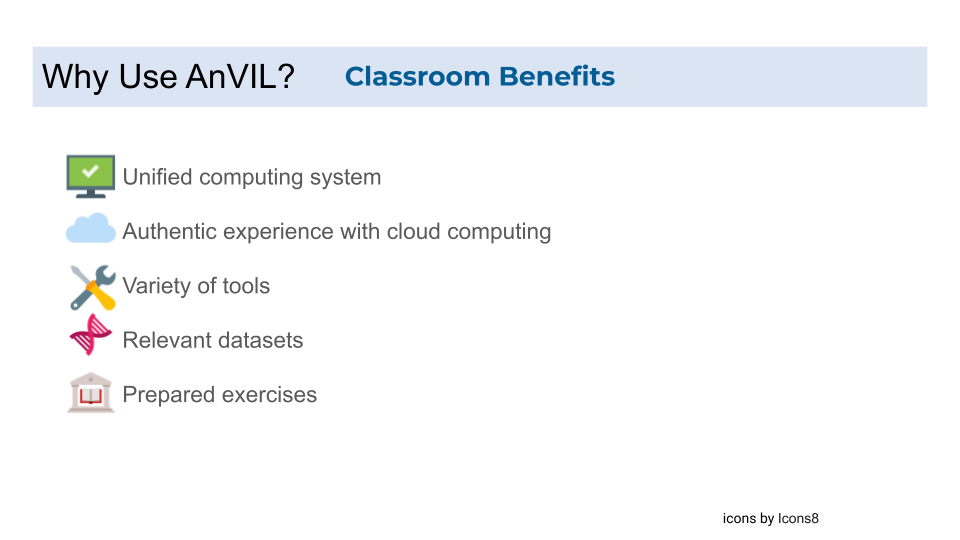 Why Use AnVIL? Classroom Benefits
Unified computing system
Authentic experience with cloud computing
Variety of tools
Relevant datasets
Prepared exercises
icons by Icons8